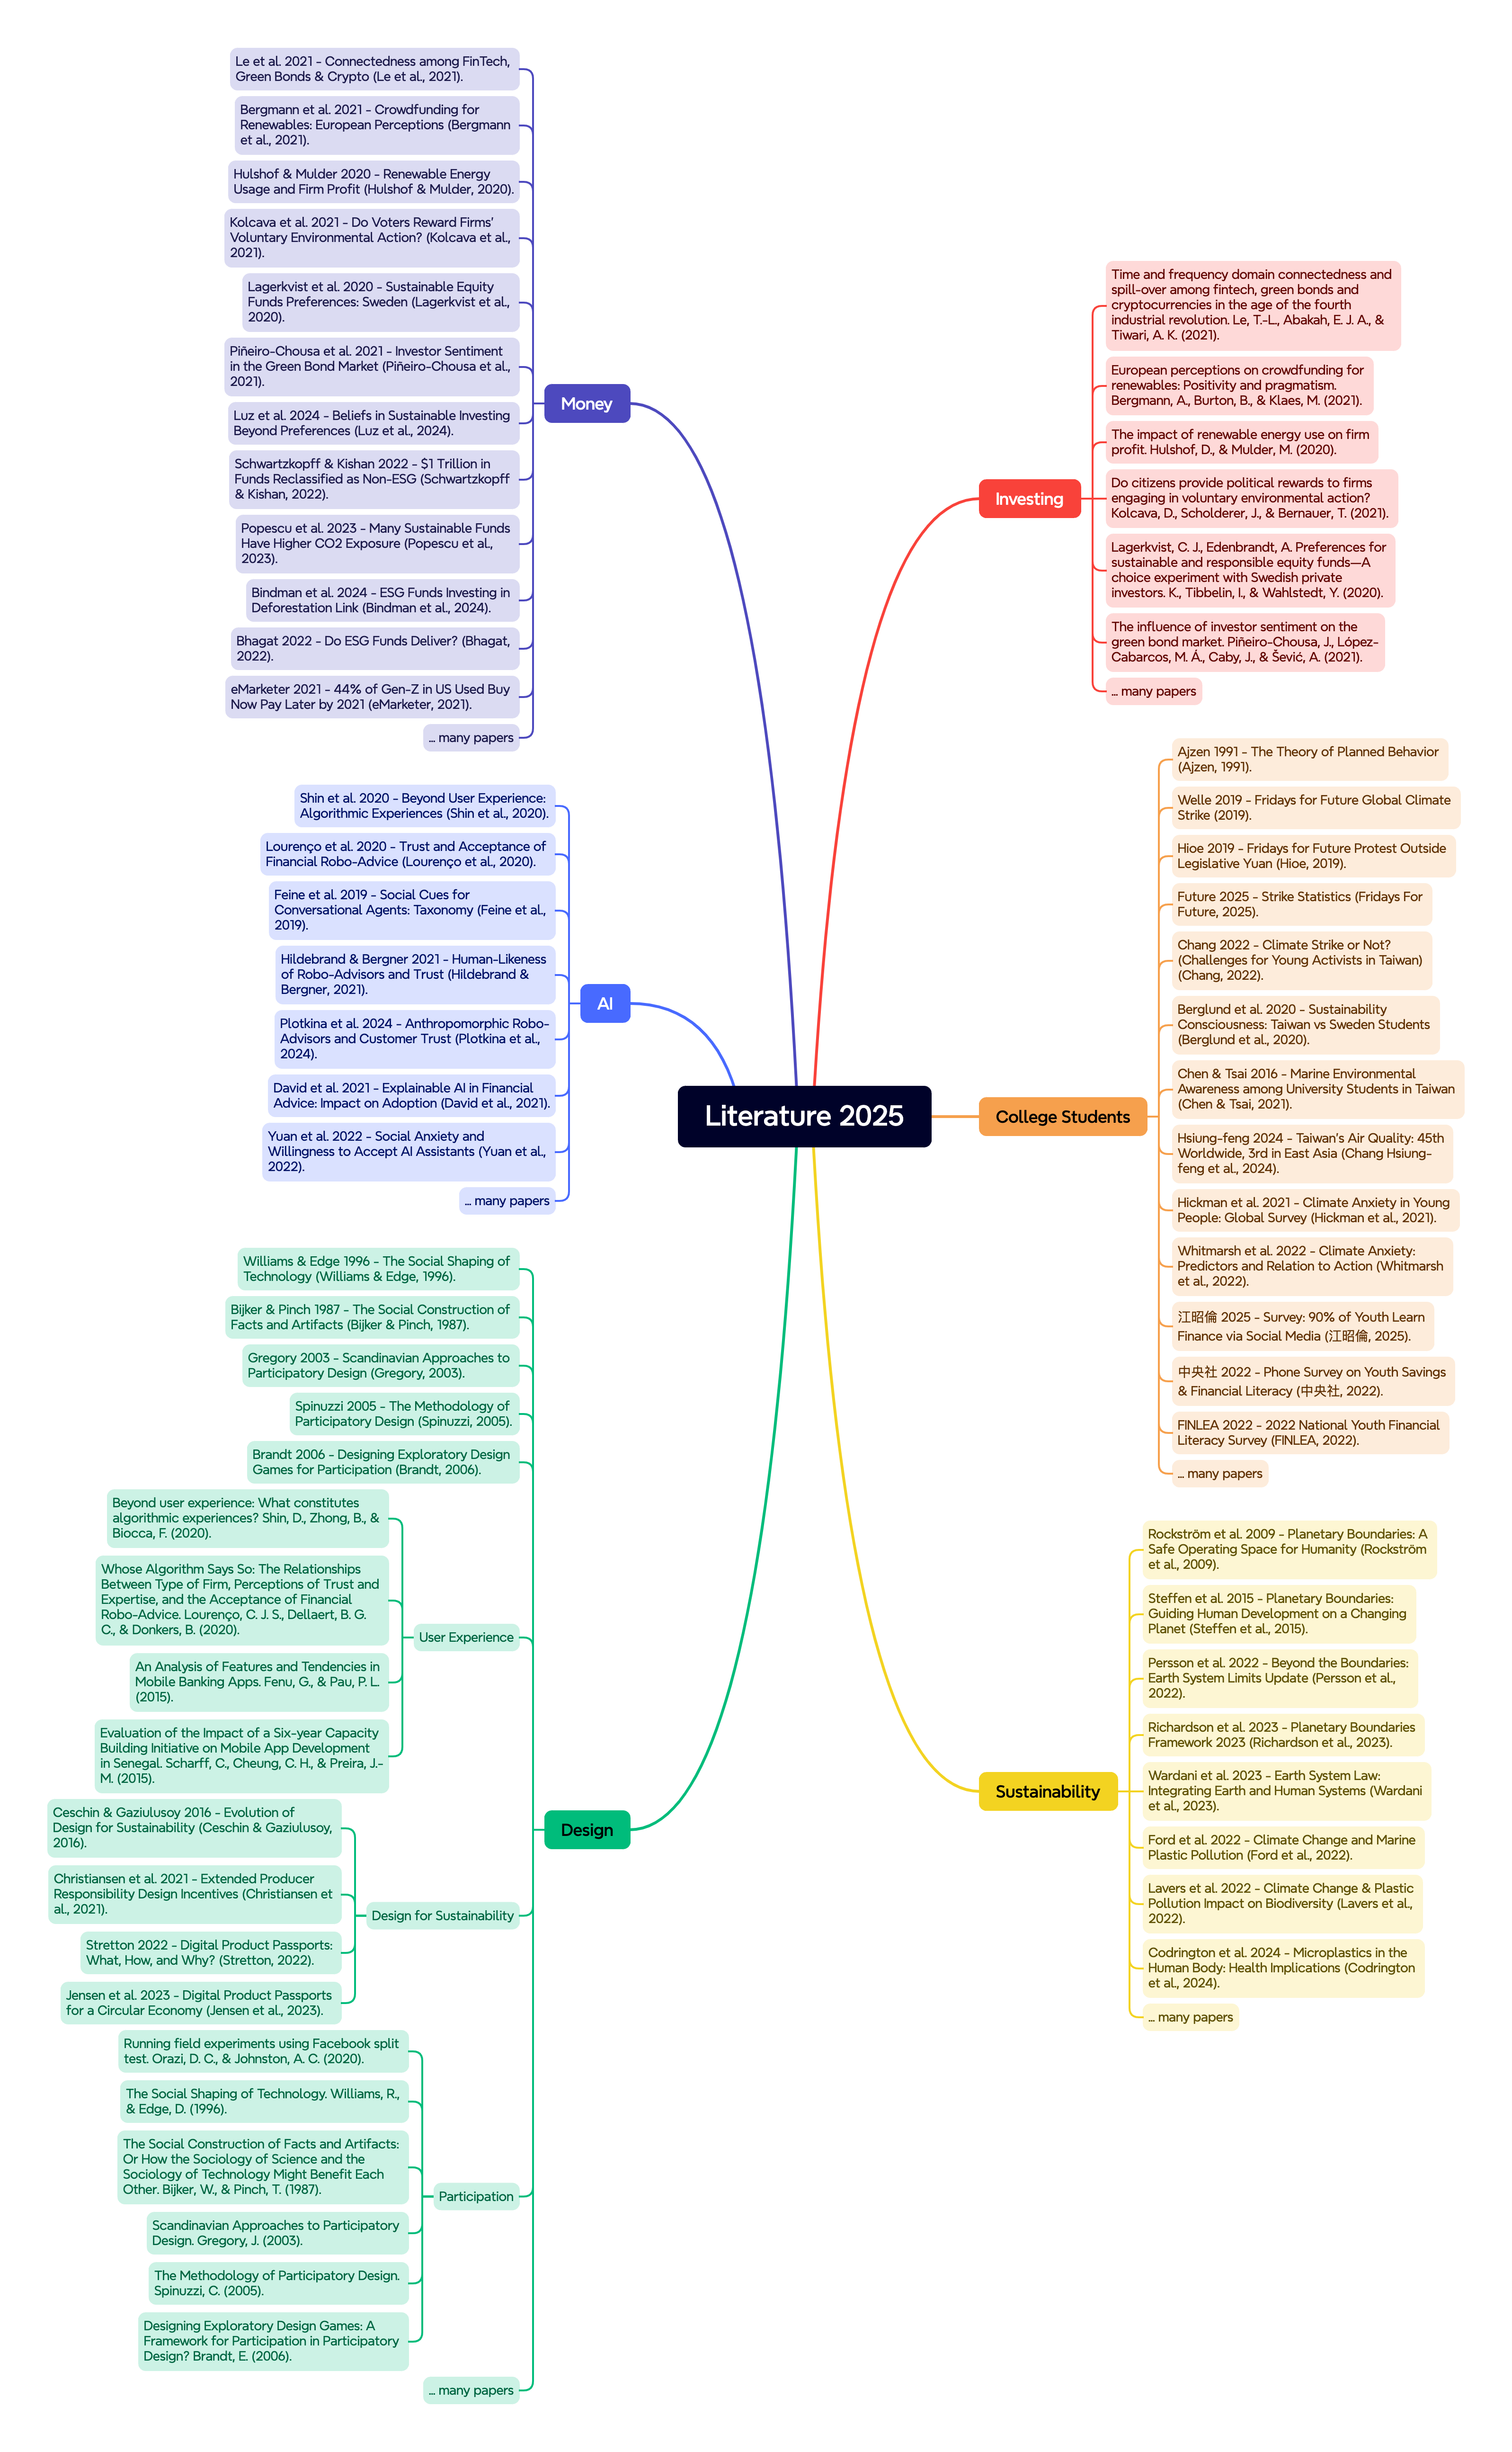 Literature 2025
Money
Le et al. 2021 - Connectedness among FinTech,
Green Bonds & Crypto (Le et al., 2021).
Bergmann et al. 2021 - Crowdfunding for
Renewables: European Perceptions (Bergmann
et al., 2021).
Hulshof & Mulder 2020 - Renewable Energy
Usage and Firm Profit (Hulshof & Mulder, 2020).
Kolcava et al. 2021 - Do Voters Reward Firms'
Voluntary Environmental Action? (Kolcava et al.,
2021).
Lagerkvist et al. 2020 - Sustainable Equity
Funds Preferences: Sweden (Lagerkvist et al.,
2020).
Piñeiro-Chousa et al. 2021 - Investor Sentiment
in the Green Bond Market (Piñeiro-Chousa et al.,
2021).
Luz et al. 2024 - Beliefs in Sustainable Investing
Beyond Preferences (Luz et al., 2024).
Schwartzkopff & Kishan 2022 - $1 Trillion in
Funds Reclassified as Non-ESG (Schwartzkopff
& Kishan, 2022).
Popescu et al. 2023 - Many Sustainable Funds
Have Higher CO2 Exposure (Popescu et al.,
2023).
Bindman et al. 2024 - ESG Funds Investing in
Deforestation Link (Bindman et al., 2024).
Bhagat 2022 - Do ESG Funds Deliver? (Bhagat,
2022).
eMarketer 2021 - 44% of Gen-Z in US Used Buy
Now Pay Later by 2021 (eMarketer, 2021).
... many papers
AI
Shin et al. 2020 - Beyond User Experience:
Algorithmic Experiences (Shin et al., 2020).
Lourenço et al. 2020 - Trust and Acceptance of
Financial Robo-Advice (Lourenço et al., 2020).
Feine et al. 2019 - Social Cues for
Conversational Agents: Taxonomy (Feine et al.,
2019).
Hildebrand & Bergner 2021 - Human-Likeness
of Robo-Advisors and Trust (Hildebrand &
Bergner, 2021).
Plotkina et al. 2024 - Anthropomorphic Robo-
Advisors and Customer Trust (Plotkina et al.,
2024).
David et al. 2021 - Explainable AI in Financial
Advice: Impact on Adoption (David et al., 2021).
Yuan et al. 2022 - Social Anxiety and
Willingness to Accept AI Assistants (Yuan et al.,
2022).
... many papers
Design
Williams & Edge 1996 - The Social Shaping of
Technology (Williams & Edge, 1996).
Bijker & Pinch 1987 - The Social Construction of
Facts and Artifacts (Bijker & Pinch, 1987).
Gregory 2003 - Scandinavian Approaches to
Participatory Design (Gregory, 2003).
Spinuzzi 2005 - The Methodology of
Participatory Design (Spinuzzi, 2005).
Brandt 2006 - Designing Exploratory Design
Games for Participation (Brandt, 2006).
User Experience
Beyond user experience: What constitutes
algorithmic experiences? Shin, D., Zhong, B., &
Biocca, F. (2020).
Whose Algorithm Says So: The Relationships
Between Type of Firm, Perceptions of Trust and
Expertise, and the Acceptance of Financial
Robo-Advice. Lourenço, C. J. S., Dellaert, B. G.
C., & Donkers, B. (2020).
An Analysis of Features and Tendencies in
Mobile Banking Apps. Fenu, G., & Pau, P. L.
(2015).
Evaluation of the Impact of a Six-year Capacity
Building Initiative on Mobile App Development
in Senegal. Scharff, C., Cheung, C. H., & Preira, J.-
M. (2015).
Design for Sustainability
Ceschin & Gaziulusoy 2016 - Evolution of
Design for Sustainability (Ceschin & Gaziulusoy,
2016).
Christiansen et al. 2021 - Extended Producer
Responsibility Design Incentives (Christiansen et
al., 2021).
Stretton 2022 - Digital Product Passports:
What, How, and Why? (Stretton, 2022).
Jensen et al. 2023 - Digital Product Passports
for a Circular Economy (Jensen et al., 2023).
Participation
Running field experiments using Facebook split
test. Orazi, D. C., & Johnston, A. C. (2020).
The Social Shaping of Technology. Williams, R.,
& Edge, D. (1996).
The Social Construction of Facts and Artifacts:
Or How the Sociology of Science and the
Sociology of Technology Might Benefit Each
Other. Bijker, W., & Pinch, T. (1987).
Scandinavian Approaches to Participatory
Design. Gregory, J. (2003).
The Methodology of Participatory Design.
Spinuzzi, C. (2005).
Designing Exploratory Design Games: A
Framework for Participation in Participatory
Design? Brandt, E. (2006).
... many papers
Investing
Time and frequency domain connectedness and
spill-over among fintech, green bonds and
cryptocurrencies in the age of the fourth
industrial revolution. Le, T.-L., Abakah, E. J. A., &
Tiwari, A. K. (2021).
European perceptions on crowdfunding for
renewables: Positivity and pragmatism.
Bergmann, A., Burton, B., & Klaes, M. (2021).
The impact of renewable energy use on firm
profit. Hulshof, D., & Mulder, M. (2020).
Do citizens provide political rewards to firms
engaging in voluntary environmental action?
Kolcava, D., Scholderer, J., & Bernauer, T. (2021).
Lagerkvist, C. J., Edenbrandt, A. Preferences for
sustainable and responsible equity funds—A
choice experiment with Swedish private
investors. K., Tibbelin, I., & Wahlstedt, Y. (2020).
The influence of investor sentiment on the
green bond market. Piñeiro-Chousa, J., López-
Cabarcos, M. Á., Caby, J., & Šević, A. (2021).
... many papers
College Students
Ajzen 1991 - The Theory of Planned Behavior
(Ajzen, 1991).
Welle 2019 - Fridays for Future Global Climate
Strike (2019).
Hioe 2019 - Fridays for Future Protest Outside
Legislative Yuan (Hioe, 2019).
Future 2025 - Strike Statistics (Fridays For
Future, 2025).
Chang 2022 - Climate Strike or Not?
(Challenges for Young Activists in Taiwan)
(Chang, 2022).
Berglund et al. 2020 - Sustainability
Consciousness: Taiwan vs Sweden Students
(Berglund et al., 2020).
Chen & Tsai 2016 - Marine Environmental
Awareness among University Students in Taiwan
(Chen & Tsai, 2021).
Hsiung-feng 2024 - Taiwan's Air Quality: 45th
Worldwide, 3rd in East Asia (Chang Hsiung-
feng et al., 2024).
Hickman et al. 2021 - Climate Anxiety in Young
People: Global Survey (Hickman et al., 2021).
Whitmarsh et al. 2022 - Climate Anxiety:
Predictors and Relation to Action (Whitmarsh
et al., 2022).
江昭倫 2025 - Survey: 90% of Youth Learn
Finance via Social Media (江昭倫, 2025).
中央社 2022 - Phone Survey on Youth Savings
& Financial Literacy (中央社, 2022).
FINLEA 2022 - 2022 National Youth Financial
Literacy Survey (FINLEA, 2022).
... many papers
Sustainability
Rockström et al. 2009 - Planetary Boundaries: A
Safe Operating Space for Humanity (Rockström
et al., 2009).
Steffen et al. 2015 - Planetary Boundaries:
Guiding Human Development on a Changing
Planet (Steffen et al., 2015).
Persson et al. 2022 - Beyond the Boundaries:
Earth System Limits Update (Persson et al.,
2022).
Richardson et al. 2023 - Planetary Boundaries
Framework 2023 (Richardson et al., 2023).
Wardani et al. 2023 - Earth System Law:
Integrating Earth and Human Systems (Wardani
et al., 2023).
Ford et al. 2022 - Climate Change and Marine
Plastic Pollution (Ford et al., 2022).
Lavers et al. 2022 - Climate Change & Plastic
Pollution Impact on Biodiversity (Lavers et al.,
2022).
Codrington et al. 2024 - Microplastics in the
Human Body: Health Implications (Codrington
et al., 2024).
... many papers